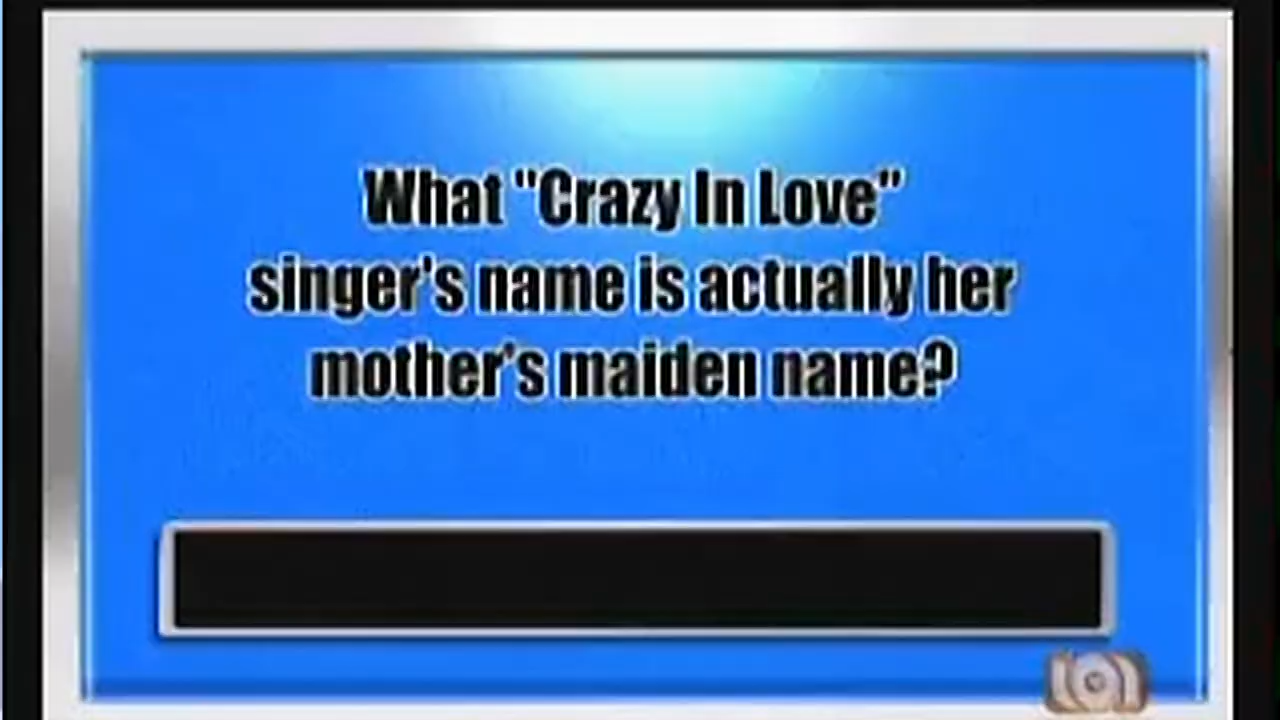 What "Crazy In Love"
singer's name is actually her
mother's maiden name?